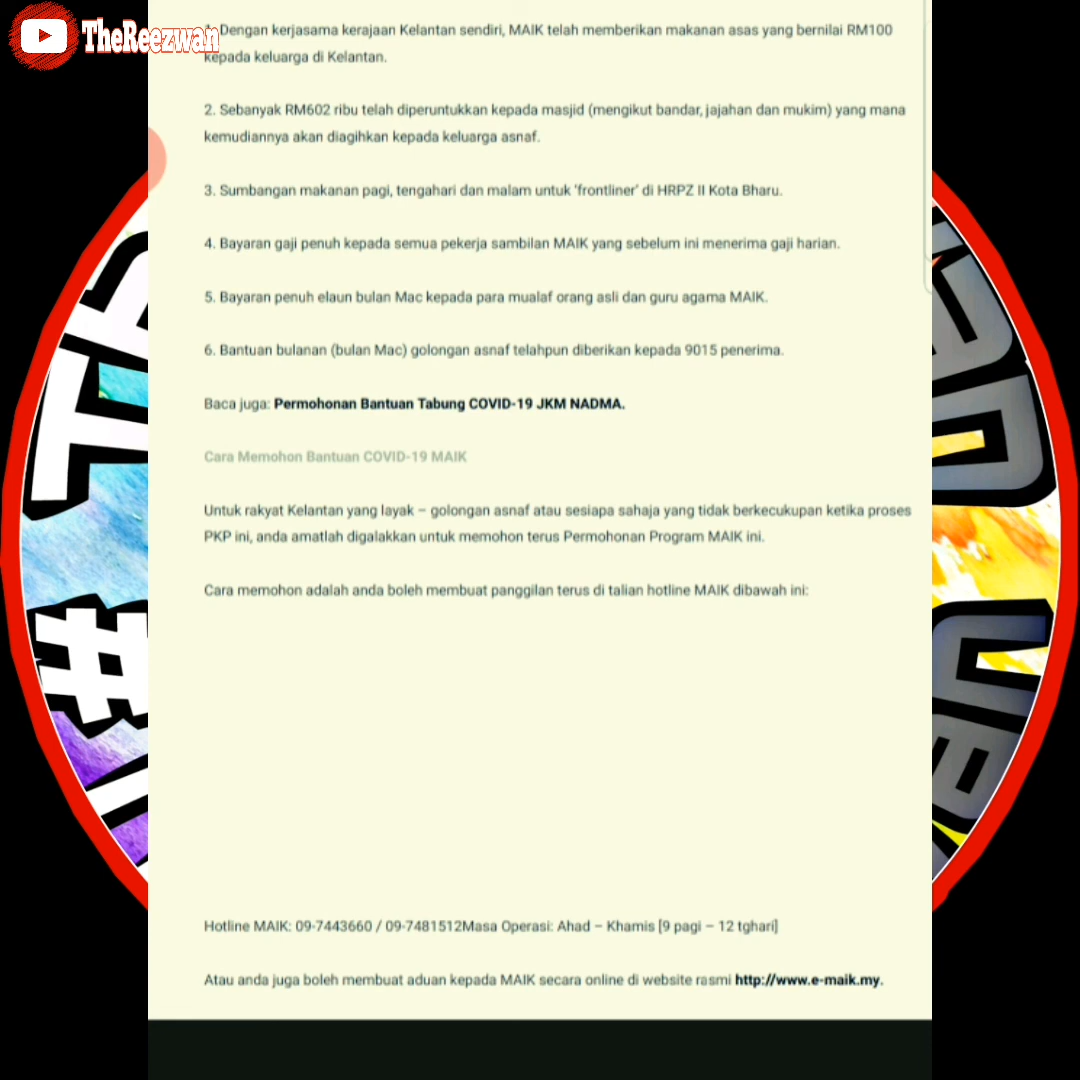 TheReezwan
Dengan kerjasama kerajaan Kelantan sendiri, MAIK telah memberikan makanan asas yang bernilai RM100
kepada keluarga di Kelantan.
2. Sebanyak RM602 ribu telah diperuntukkan kepada masjid (mengikut bandar, jajahan dan mukim) yang mana
kemudiannya akan diagihkan kepada keluarga asnaf.
3. Sumbangan makanan pagi, tengahari dan malam untuk 'frontliner' di HRPZ II Kota Bharu.
4. Bayaran gaji penuh kepada semua pekerja sambilan MAIK yang sebelum ini menerima gaji harian.
5. Bayaran penuh elaun bulan Mac kepada para mualaf orang asli dan guru agama MAIK.
6. Bantuan bulanan (bulan Mac) golongan asnaf telahpun diberikan kepada 9015 penerima.
Baca juga: Permohonan Bantuan Tabung COVID-19 JKM NADMA.
Cara Memohon Bantuan COVID-19 MAIK
Untuk rakyat Kelantan yang layak – golongan asnaf atau sesiapa sahaja yang tidak berkecukupan ketika proses
PKP ini, anda amatlah digalakkan untuk memohon terus Permohonan Program MAIK ini.
Cara memohon adalah anda boleh membuat panggilan terus di talian hotline MAIK dibawah ini:
Hotline MAIK: 09-7443660 / 09-7481512Masa Operasi: Ahad – Khamis [9 pagi – 12 tghari]
Atau anda juga boleh membuat aduan kepada MAIK secara online di website rasmi http://www.e-maik.my.